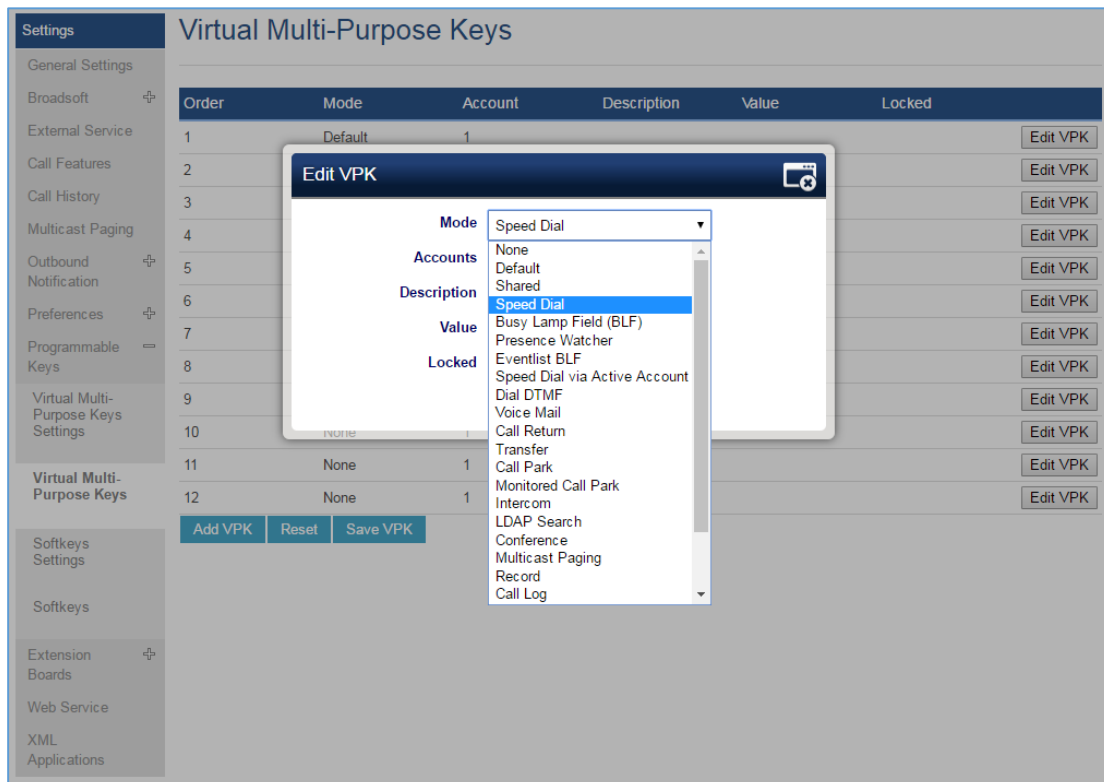 Settings
General Settings
Broadsoft
External Service
Call Features
Call History
Multicast Paging
Outbound
Notification
Preferences
Programmable
Keys
Virtual Multi-
Purpose Keys
Settings
Virtual Multi-
Purpose Keys
Softkeys
Settings
Softkeys
Extension
Boards
Web Service
XML
Applications
Virtual Multi-Purpose Keys
Order Mode Account Description Value Locked
1 Default 1 Edit VPK
2 Edit VPK
3 Edit VPK
4 Edit VPK
5 Edit VPK
6 Edit VPK
7 Edit VPK
8 Edit VPK
9 Edit VPK
10 None 1 Edit VPK
11 None 1 Edit VPK
12 None 1 Edit VPK
Add VPK Reset Save VPK
Edit VPK
Mode Speed Dial
Accounts
Description
Value
Locked
None
Default
Shared
Speed Dial
Busy Lamp Field (BLF)
Presence Watcher
Eventlist BLF
Speed Dial via Active Account
Dial DTMF
Voice Mail
Call Return
Transfer
Call Park
Monitored Call Park
Intercom
LDAP Search
Conference
Multicast Paging
Record
Call Log